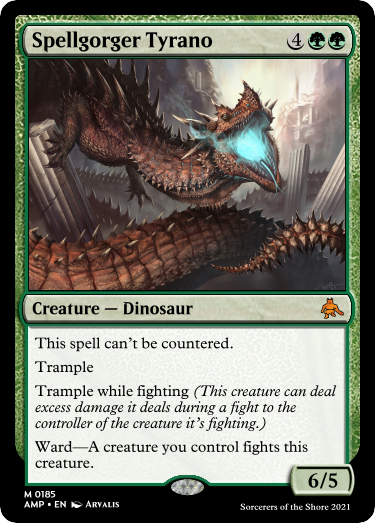 Spellgorger Tyrano 4
Creature — Dinosaur
This spell can't be countered.
Trample
Trample while fighting (This creature can deal
excess damage it deals during a fight to the
controller of the creature it's fighting.)
Ward—A creature you control fights this
creature.
6/5
M 0185
AMP • EN Aryalis
Sorcerers of the Shore 2021